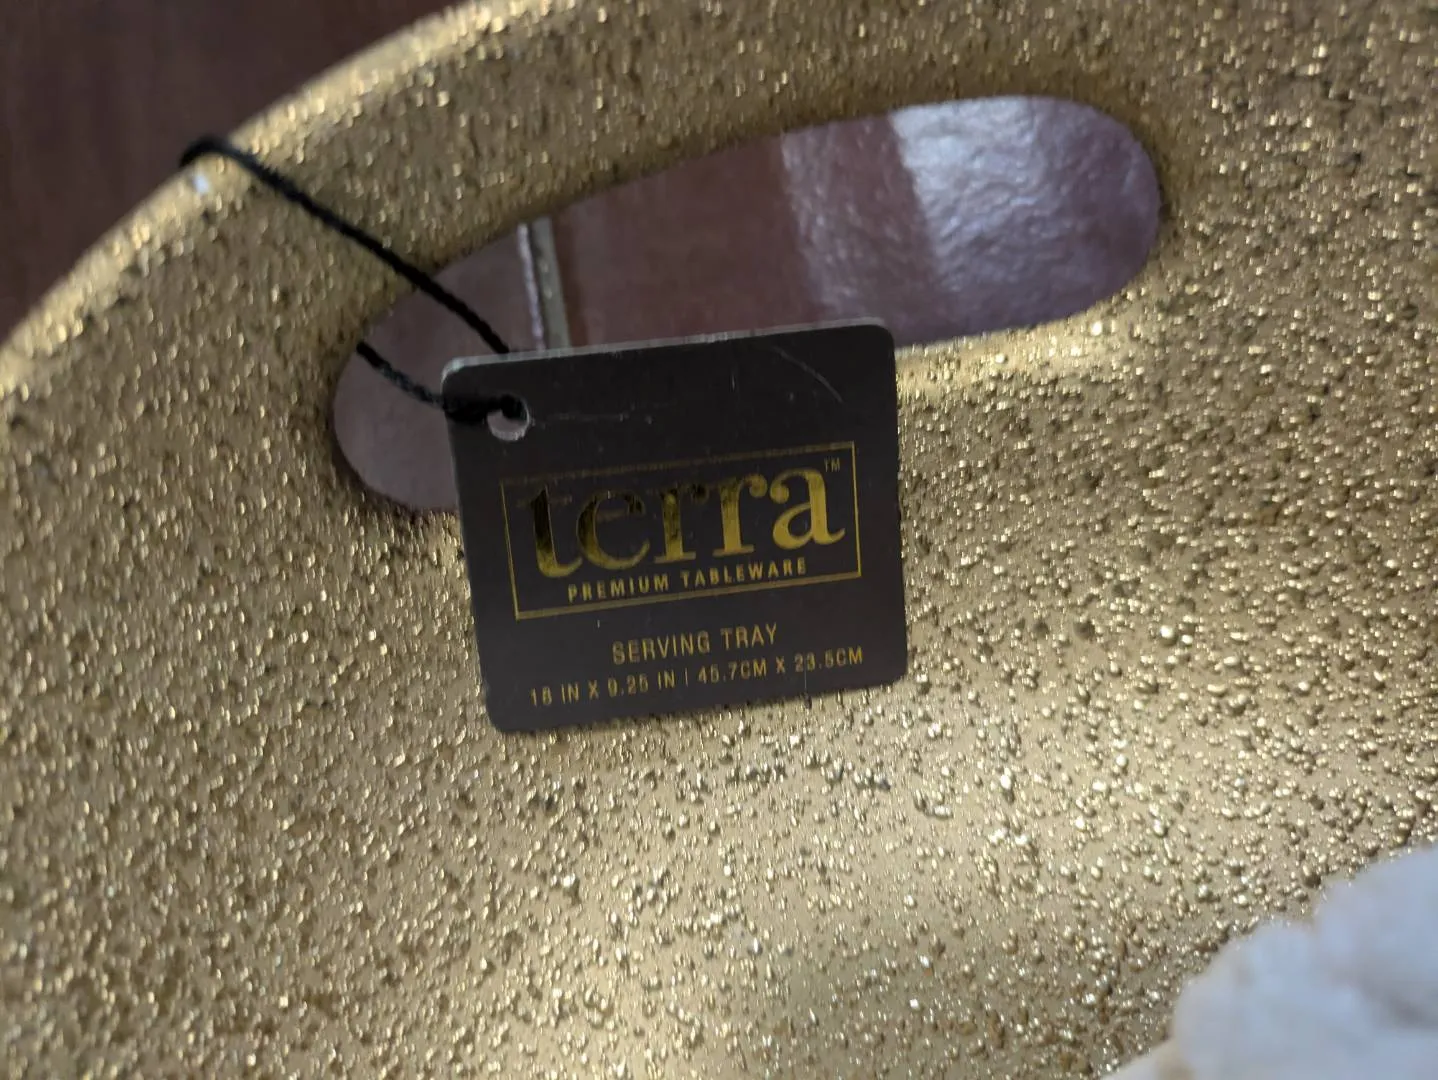 terra™
PREMIUM TABLEWARE
SERVING TRAY
18 IN X 9.25 IN | 45.7CM X 23.5CM